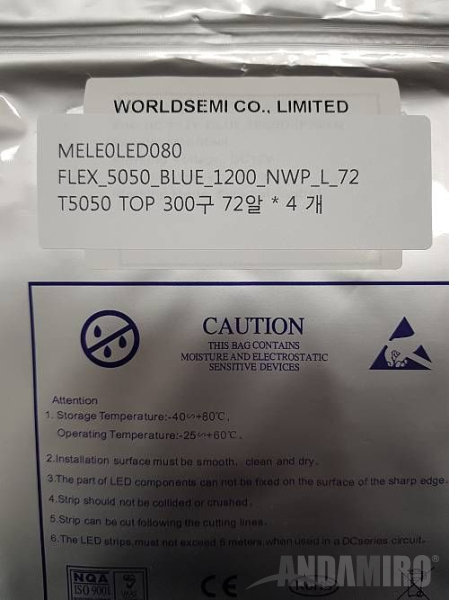 WORLDSEMI CO., LIMITED
MELE0LED080
FLEX_5050_BLUE_1200_NWP_L_72
T5050 TOP 300구 72알 * 4 개
CAUTION
THIS BAG CONTAINS
MOISTURE AND ELECTROSTATIC
SENSITIVE DEVICES
Attention
1. Storage Temperature:-40∽+80℃,
Operating Temperature:-25∽+60℃,
2.Installation surface must be smooth, clean and dry.
3.The part of LED components can not be fixed on the surface of the sharp edge.
4.Strip should not be collided or crushed.
5.Strip can be cut following the cutting lines.
6.The LED strips must not exceed 5 meters when used in a DCseries circuit.
NQA
ISO 9001
CE
RoHS
ANDAMIRO®